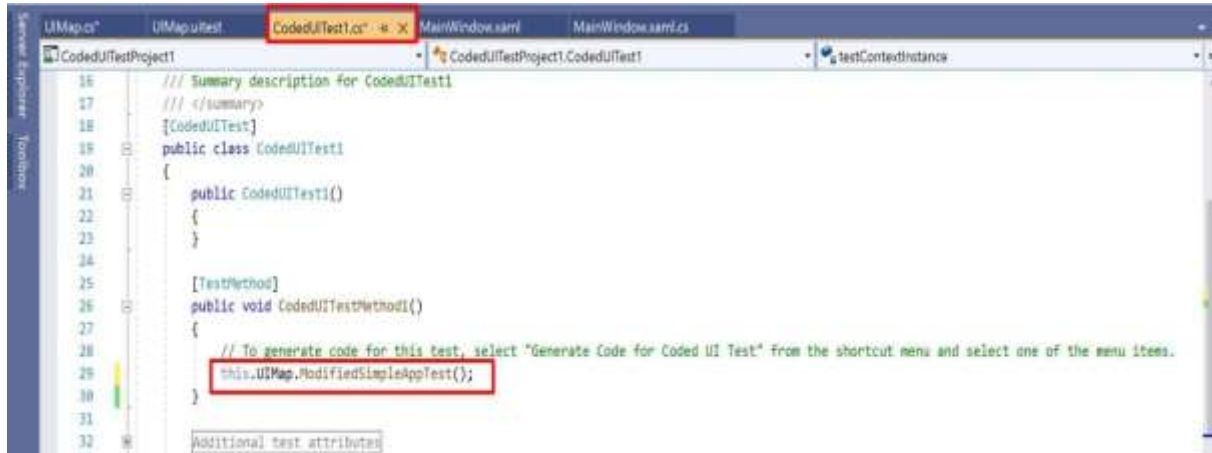 UIMap.cs* UIMap.uitest CodedUITest1.cs* MainWindow.xaml MainWindow.xaml.cs
CodedUITestProject1 CodedUITestProject1.CodedUITest1 testContextInstance
Server Explorer
Toolbox
16 /// Summary description for CodedUITest1
17 /// </summary>
18 [CodedUITest]
19 public class CodedUITest1
20 {
21 public CodedUITest1()
22 {
23 }
24
25 [TestMethod]
26 public void CodedUITestMethod1()
27 {
28 // To generate code for this test, select "Generate Code for Coded UI Test" from the shortcut menu and select one of the menu items.
29 this.UIMap.ModifiedSimpleAppTest();
30 }
31
32 Additional test attributes